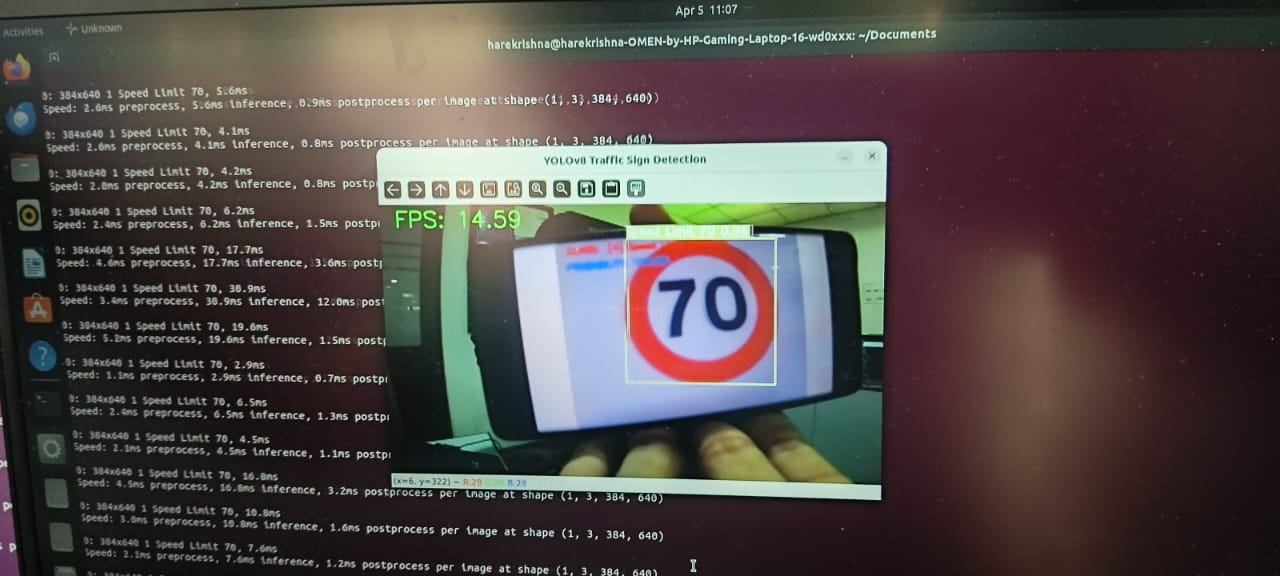 Apr 5 11:07
Activities
Unknown
harekrishna@harekrishna-OMEN-by-HP-Gaming-Laptop-16-wd0xxx: ~/Documents
0: 384x640 1 Speed Limit 70, 5.6ms
Speed: 2.6ms preprocess, 5.6ms inference, 0.9ms postprocess per image at shape (1, 3, 384, 640)
0: 384x640 1 Speed Limit 70, 4.1ms
Speed: 2.0ms preprocess, 4.1ms inference, 0.8ms postprocess per image at shape (1, 3, 384, 640)
0: 384x640 1 Speed Limit 70, 4.2ms
Speed: 2.0ms preprocess, 4.2ms inference, 0.8ms postp
0: 384x640 1 Speed Limit 70, 6.2ms
Speed: 2.4ms preprocess, 6.2ms inference, 1.5ms postp
0: 384x640 1 Speed Limit 70, 17.7ms
Speed: 4.6ms preprocess, 17.7ms inference, 3.6ms post
0: 384x640 1 Speed Limit 70, 30.9ms
Speed: 3.4ms preprocess, 30.9ms inference, 12.0ms post
0: 384x640 1 Speed Limit 70, 19.6ms
Speed: 5.2ms preprocess, 19.6ms inference, 1.5ms post
0: 384x640 1 Speed Limit 70, 2.9ms
Speed: 1.1ms preprocess, 2.9ms inference, 0.7ms postp
0: 384x640 1 Speed Limit 70, 6.5ms
Speed: 2.4ms preprocess, 6.5ms inference, 1.3ms postp
0: 384x640 1 Speed Limit 70, 4.5ms
Speed: 2.1ms preprocess, 4.5ms inference, 1.1ms postp
0: 384x640 1 Speed Limit 70, 16.8ms
Speed: 4.5ms preprocess, 16.8ms inference, 3.2ms postprocess per image at shape (1, 3, 384, 640)
0: 384x640 1 Speed Limit 70, 10.8ms
Speed: 3.0ms preprocess, 10.8ms inference, 1.6ms postprocess per image at shape (1, 3, 384, 640)
0: 384x640 1 Speed Limit 70, 7.6ms
Speed: 2.1ms preprocess, 7.6ms inference, 1.2ms postprocess per image at shape (1, 3, 384, 640)
YOLOv8 Traffic Sign Detection
FPS: 14.59
Speed Limit 70
70
(x=6, y=322) ~ R:28 B:28